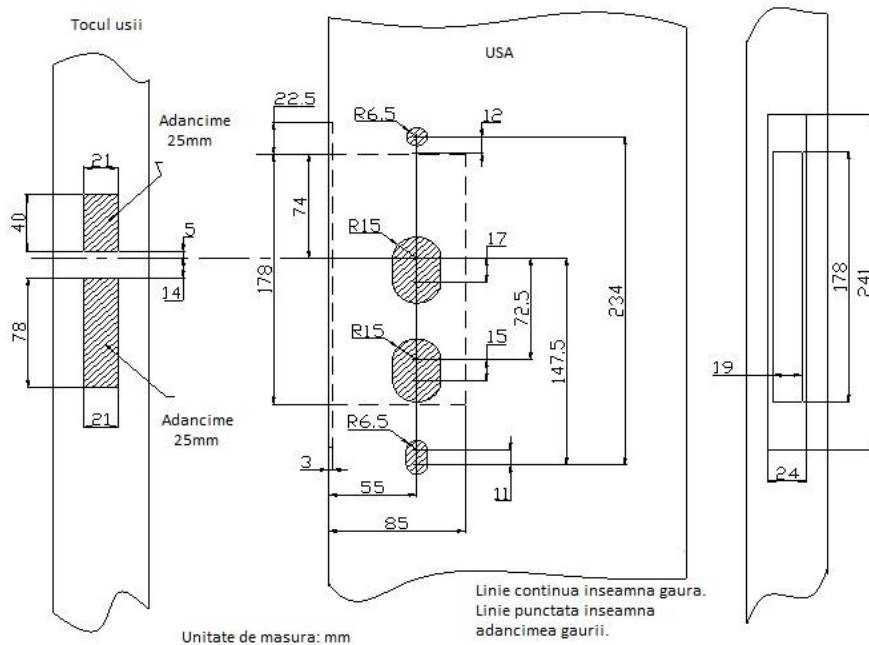 Tocul usii
USA
22.5
R6.5
12
Adancime
25mm
21
40
5
74
R15
17
178
14
72.5
147.5
234
178
241
78
R15
15
19
Adancime
25mm
21
R6.5
3
55
11
24
85
Linie continua inseamna gaura.
Linie punctata inseamna
adancimea gaurii.
Unitate de masura: mm